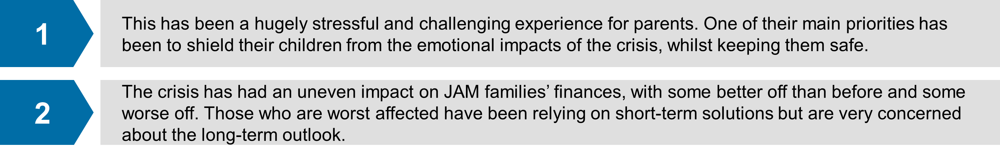 1
This has been a hugely stressful and challenging experience for parents. One of their main priorities has
been to shield their children from the emotional impacts of the crisis, whilst keeping them safe.
2
The crisis has had an uneven impact on JAM families’ finances, with some better off than before and some
worse off. Those who are worst affected have been relying on short-term solutions but are very concerned
about the long-term outlook.